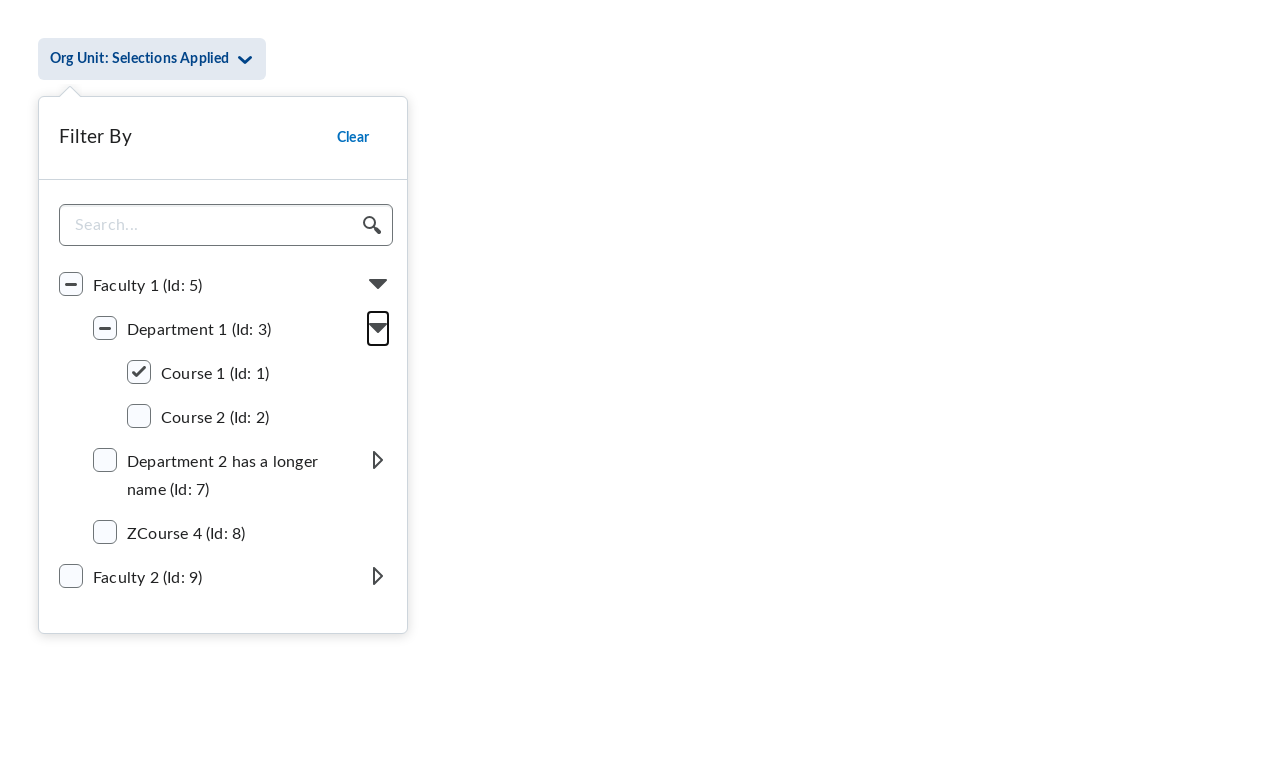 Org Unit: Selections Applied
Filter By
Clear
Search...
Faculty 1 (Id: 5)
Department 1 (Id: 3)
Course 1 (Id: 1)
Course 2 (Id: 2)
Department 2 has a longer
name (Id: 7)
ZCourse 4 (Id: 8)
Faculty 2 (Id: 9)